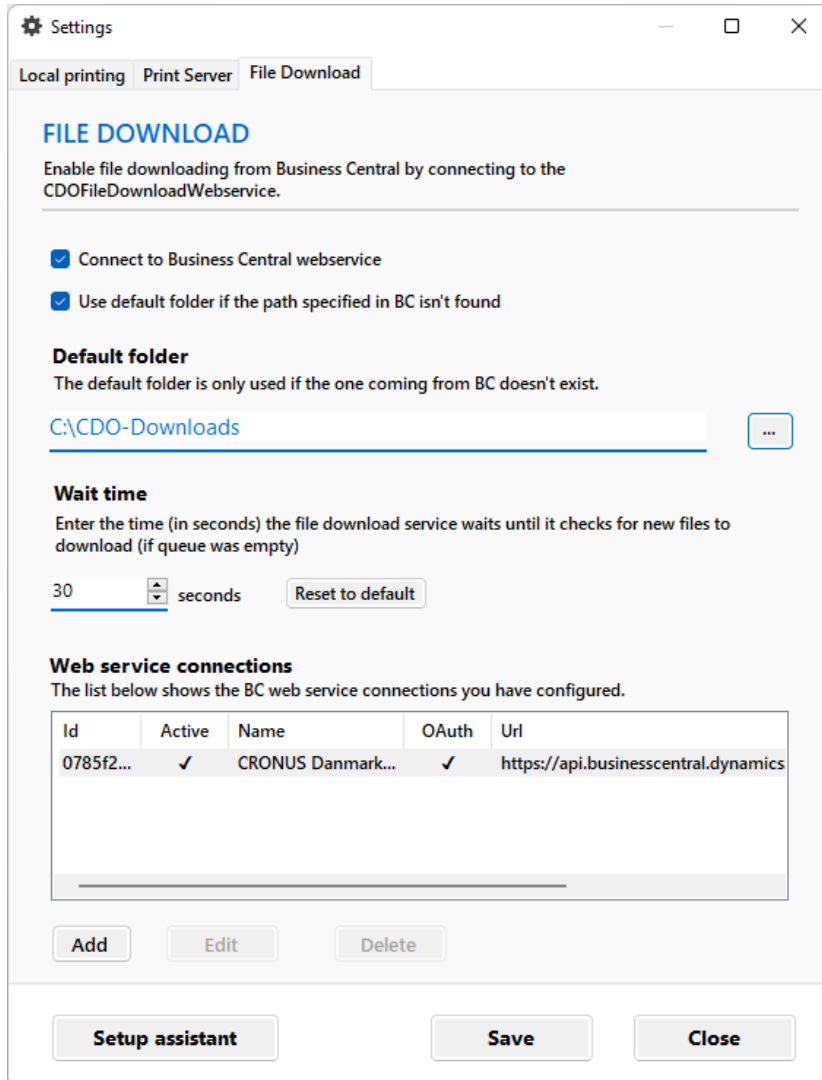 Settings
Local printing Print Server File Download
FILE DOWNLOAD
Enable file downloading from Business Central by connecting to the
CDOFileDownloadWebservice.
Connect to Business Central webservice
Use default folder if the path specified in BC isn't found
Default folder
The default folder is only used if the one coming from BC doesn't exist.
C:\CDO-Downloads
...
Wait time
Enter the time (in seconds) the file download service waits until it checks for new files to
download (if queue was empty)
30 seconds Reset to default
Web service connections
The list below shows the BC web service connections you have configured.
Id Active Name OAuth Url
0785f2... ✓ CRONUS Danmark... ✓ https://api.businesscentral.dynamics
Add Edit Delete
Setup assistant Save Close